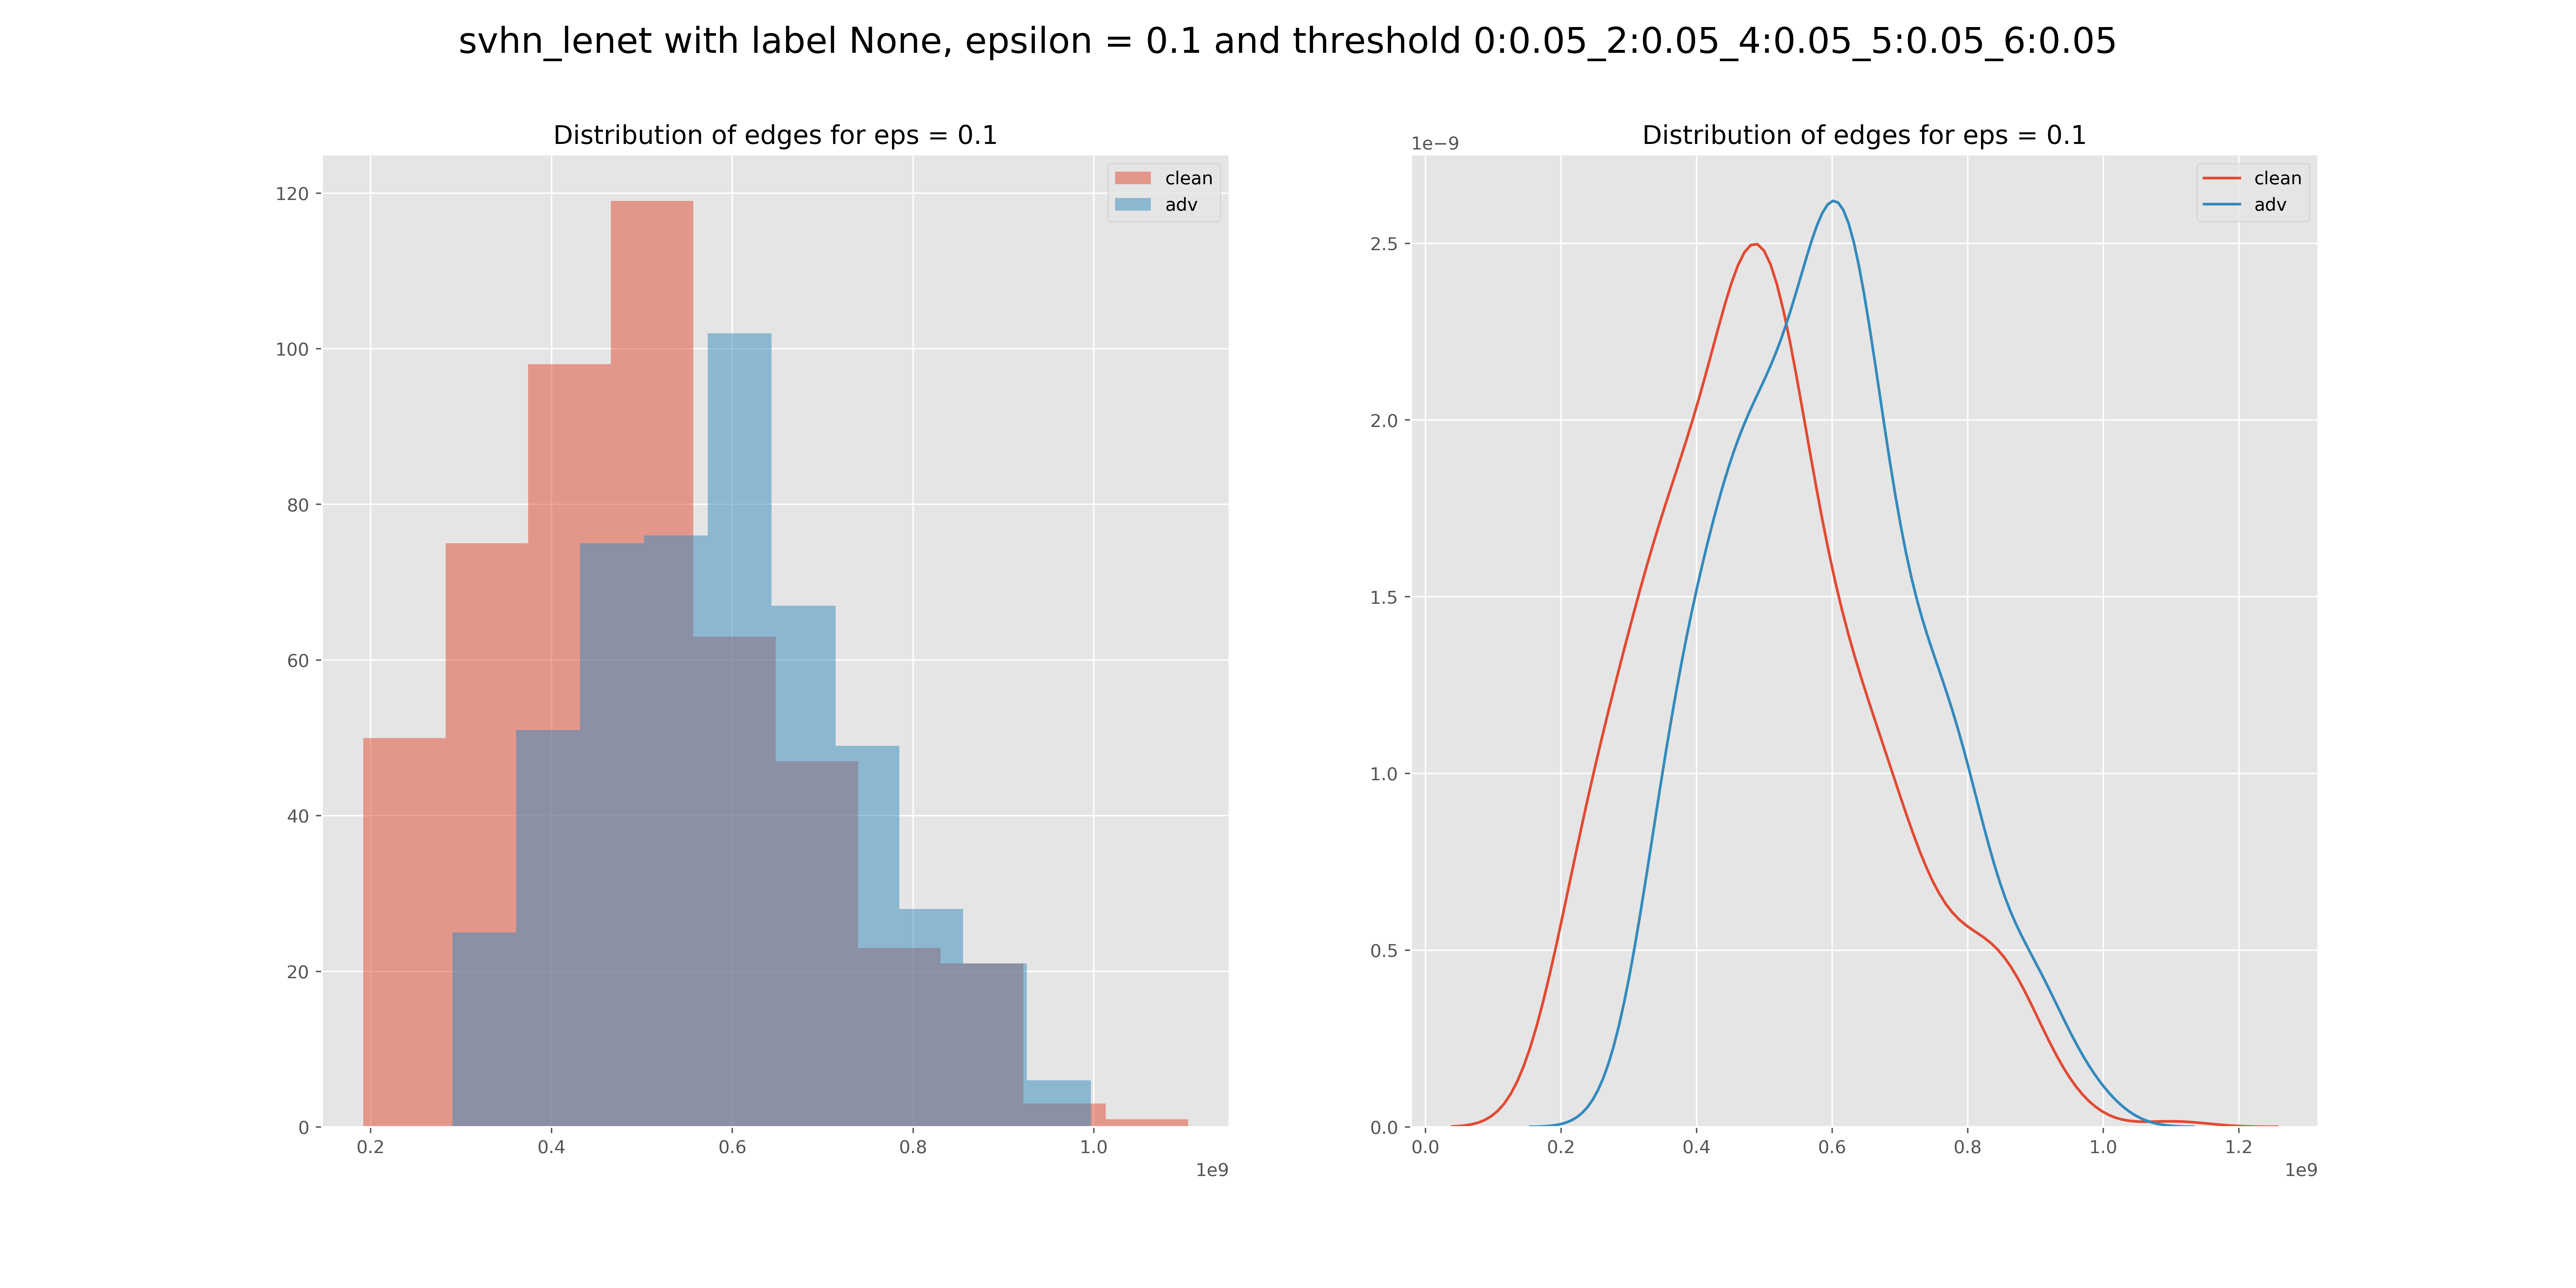 svhn_lenet with label None, epsilon = 0.1 and threshold 0:0.05_2:0.05_4:0.05_5:0.05_6:0.05
Distribution of edges for eps = 0.1
clean
adv
120
100
80
60
40
20
0
0.2 0.4 0.6 0.8 1.0
1e9
Distribution of edges for eps = 0.1
1e−9
clean
adv
2.5
2.0
1.5
1.0
0.5
0.0
0.0 0.2 0.4 0.6 0.8 1.0 1.2
1e9